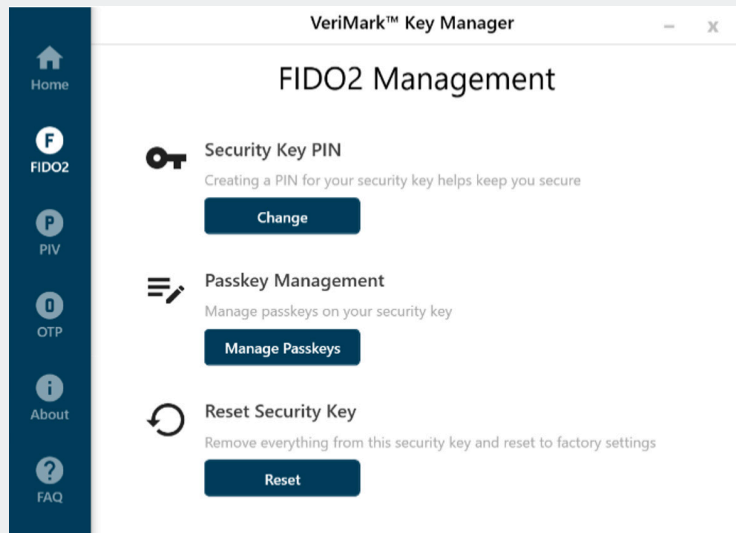 VeriMark™ Key Manager
– x
Home
F
FIDO2
P
PIV
O
OTP
i
About
?
FAQ
FIDO2 Management
Security Key PIN
Creating a PIN for your security key helps keep you secure
Change
Passkey Management
Manage passkeys on your security key
Manage Passkeys
Reset Security Key
Remove everything from this security key and reset to factory settings
Reset